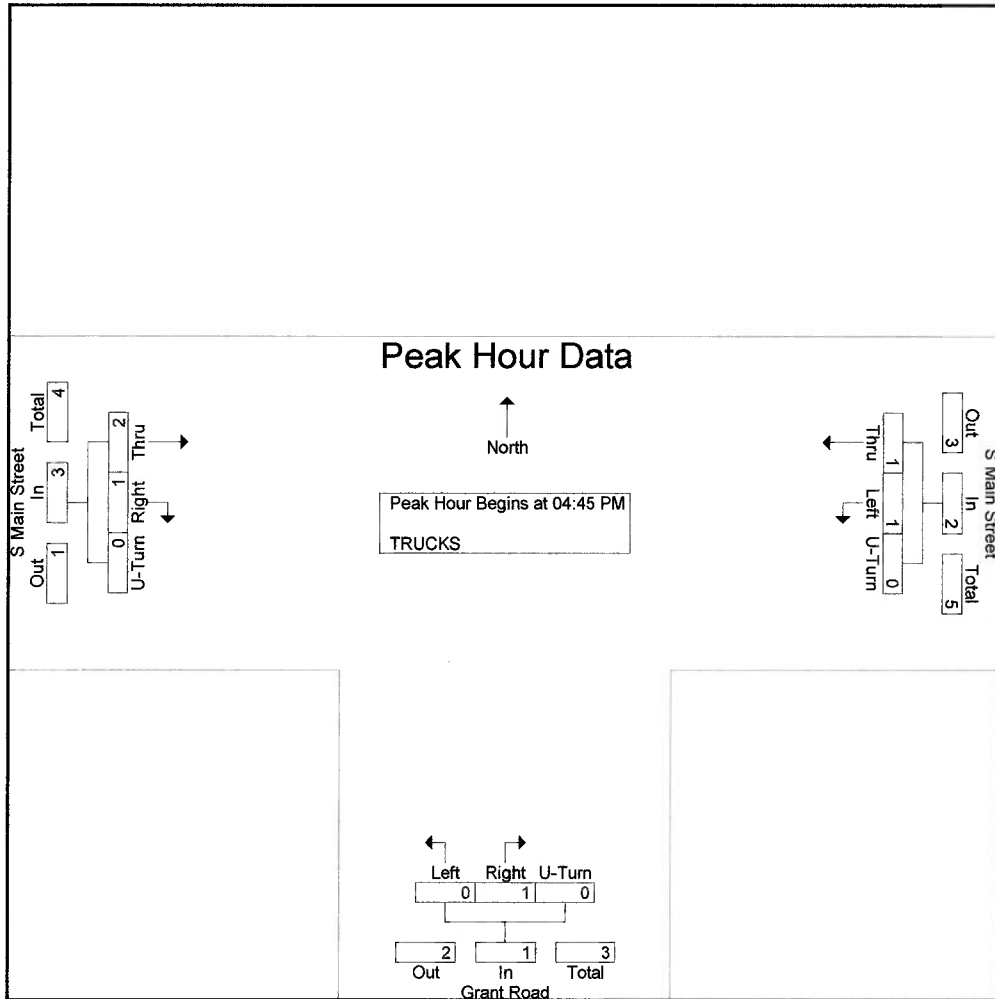 Peak Hour Data
North
Peak Hour Begins at 04:45 PM
TRUCKS
S Main Street
Total
4
In
3
Out
1
Thru
2
Right
1
U-Turn
0
S Main Street
Out
3
In
2
Total
5
Thru
1
Left
1
U-Turn
0
Left Right U-Turn
0 1 0
2 1 3
Out In Total
Grant Road